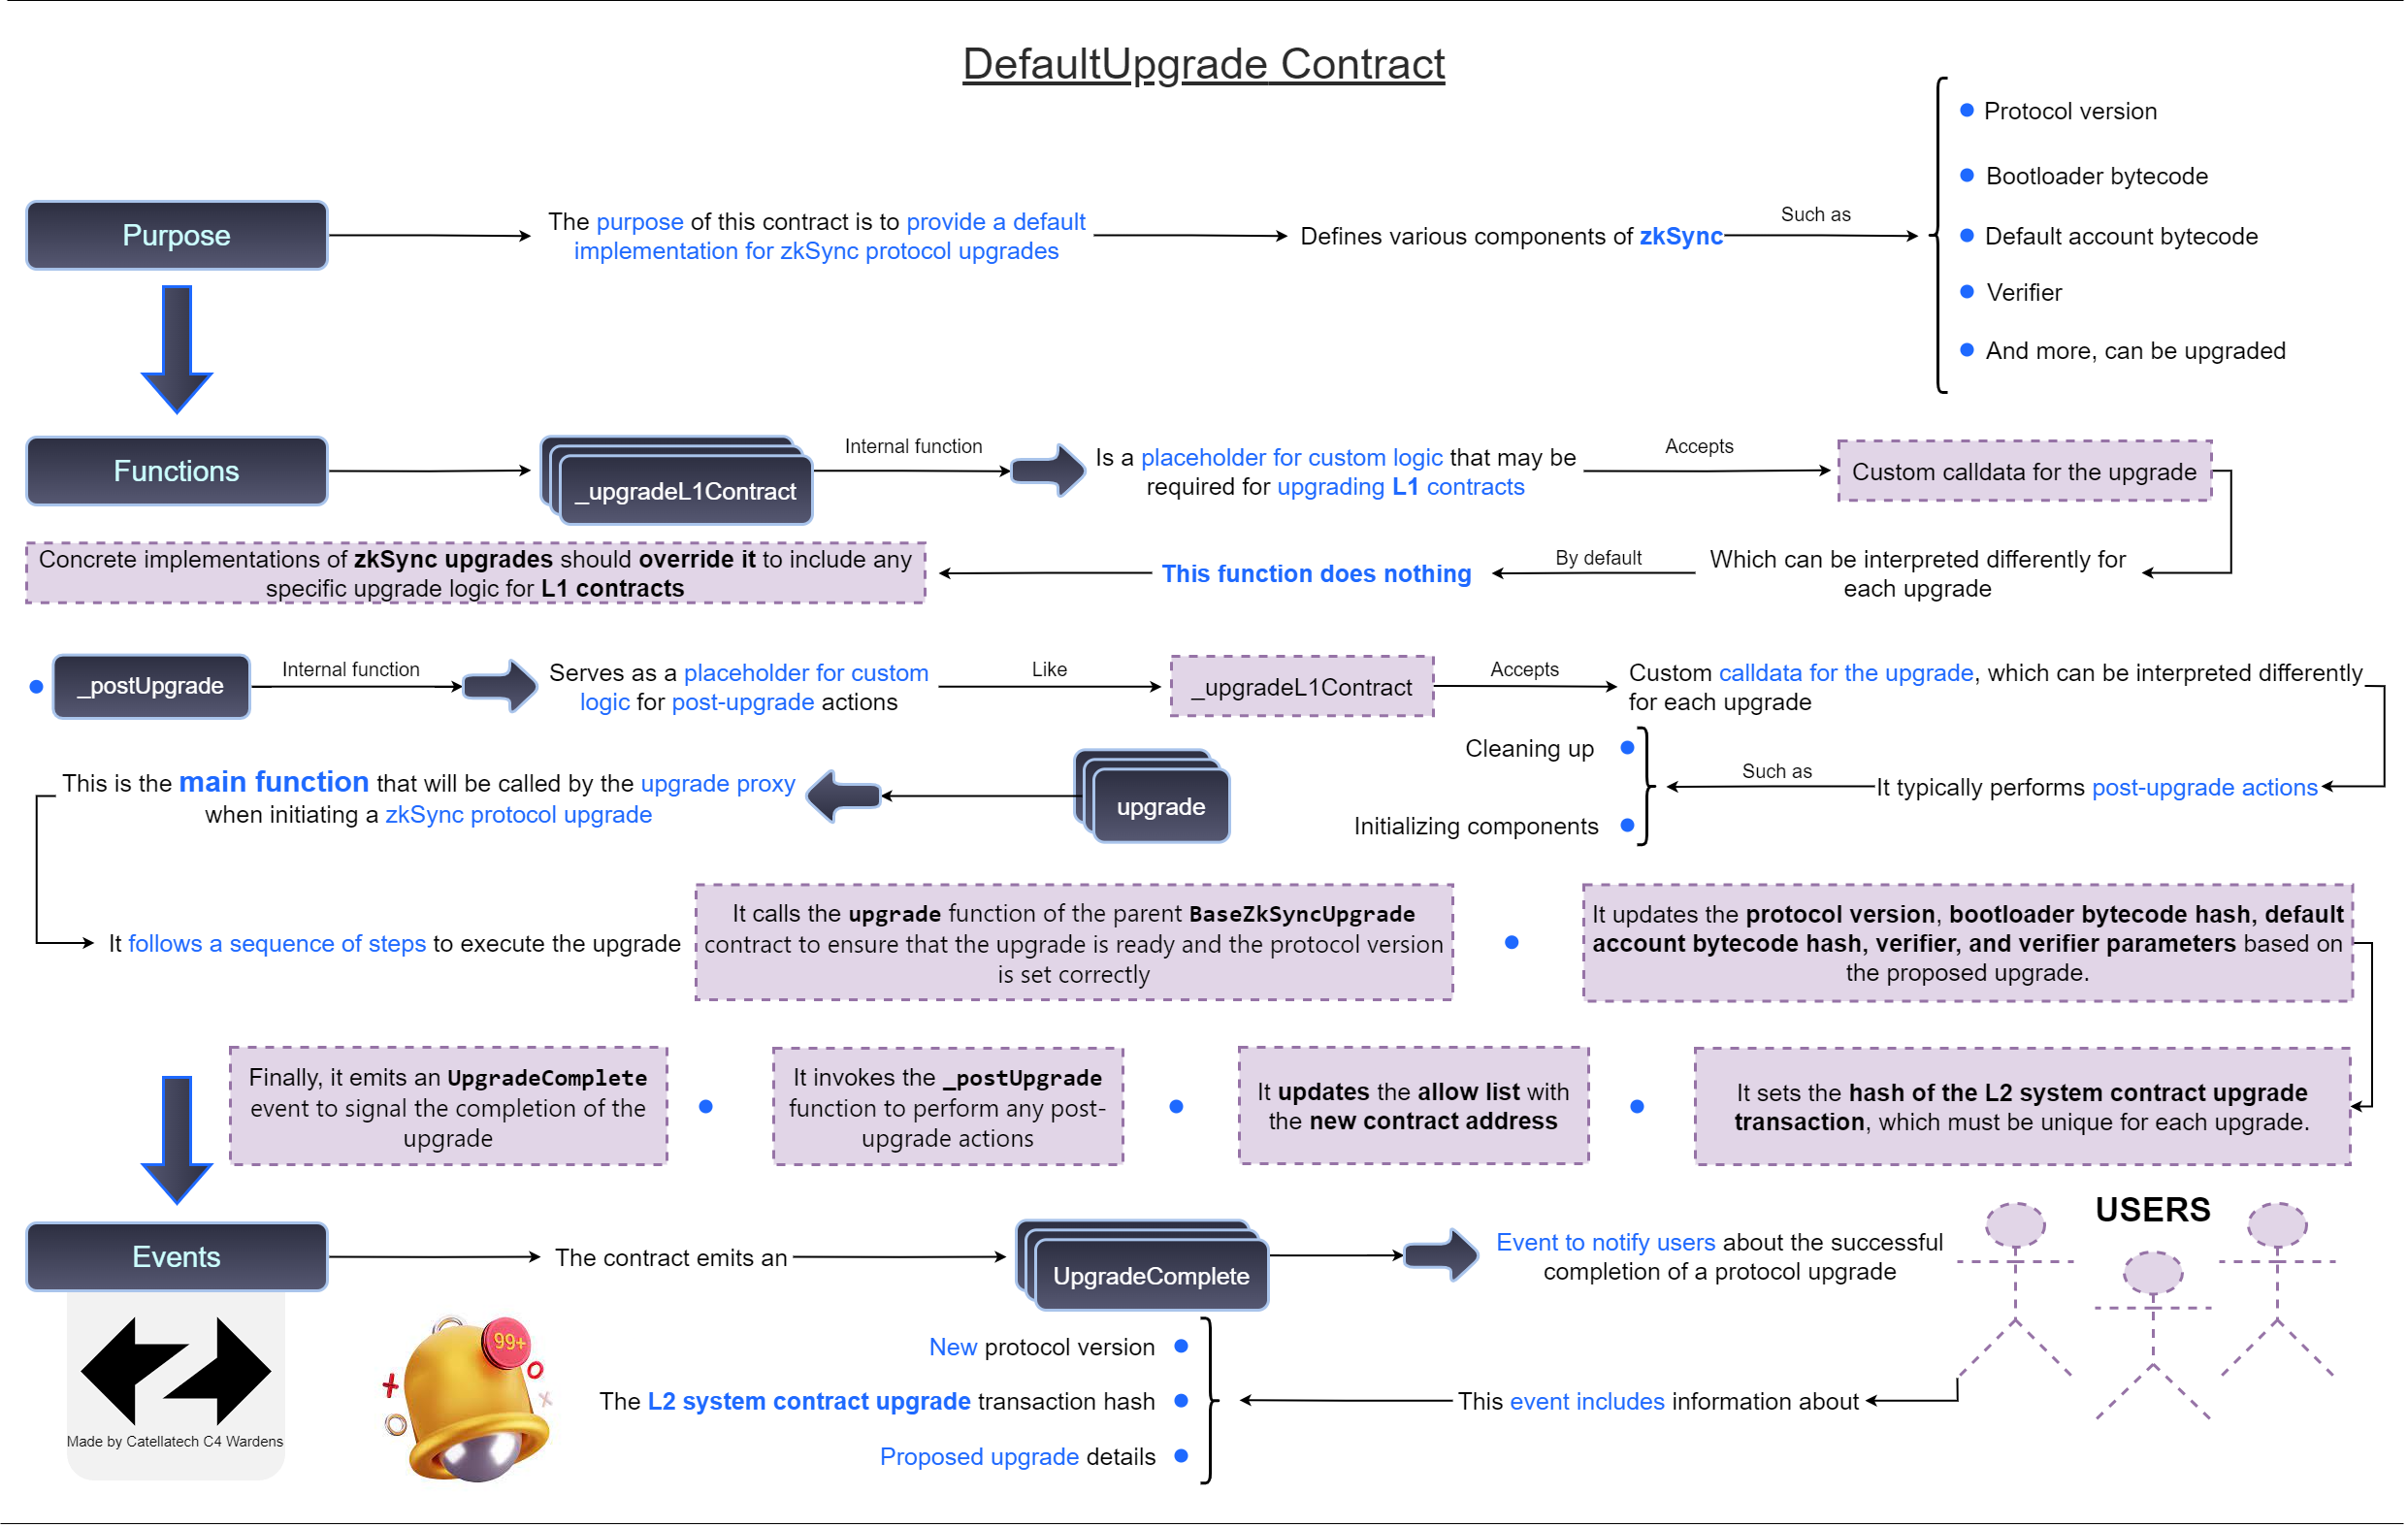 DefaultUpgrade Contract
Purpose
The purpose of this contract is to provide a default
implementation for zkSync protocol upgrades
Defines various components of zkSync
Such as
Protocol version
Bootloader bytecode
Default account bytecode
Verifier
And more, can be upgraded
Functions
_upgradeL1Contract
Internal function
Is a placeholder for custom logic that may be
required for upgrading L1 contracts
Accepts
Custom calldata for the upgrade
Which can be interpreted differently for
each upgrade
By default
This function does nothing
Concrete implementations of zkSync upgrades should override it to include any
specific upgrade logic for L1 contracts
_postUpgrade
Internal function
Serves as a placeholder for custom
logic for post-upgrade actions
Like
_upgradeL1Contract
Accepts
Custom calldata for the upgrade, which can be interpreted differently
for each upgrade
It typically performs post-upgrade actions
Such as
Cleaning up
Initializing components
upgrade
This is the main function that will be called by the upgrade proxy
when initiating a zkSync protocol upgrade
It follows a sequence of steps to execute the upgrade
It calls the upgrade function of the parent BaseZkSyncUpgrade
contract to ensure that the upgrade is ready and the protocol version
is set correctly
It updates the protocol version, bootloader bytecode hash, default
account bytecode hash, verifier, and verifier parameters based on
the proposed upgrade.
It sets the hash of the L2 system contract upgrade
transaction, which must be unique for each upgrade.
It updates the allow list with
the new contract address
It invokes the _postUpgrade
function to perform any post-
upgrade actions
Finally, it emits an UpgradeComplete
event to signal the completion of the
upgrade
Events
The contract emits an
UpgradeComplete
Event to notify users about the successful
completion of a protocol upgrade
USERS
This event includes information about
New protocol version
The L2 system contract upgrade transaction hash
Proposed upgrade details
99+
Made by Catellatech C4 Wardens